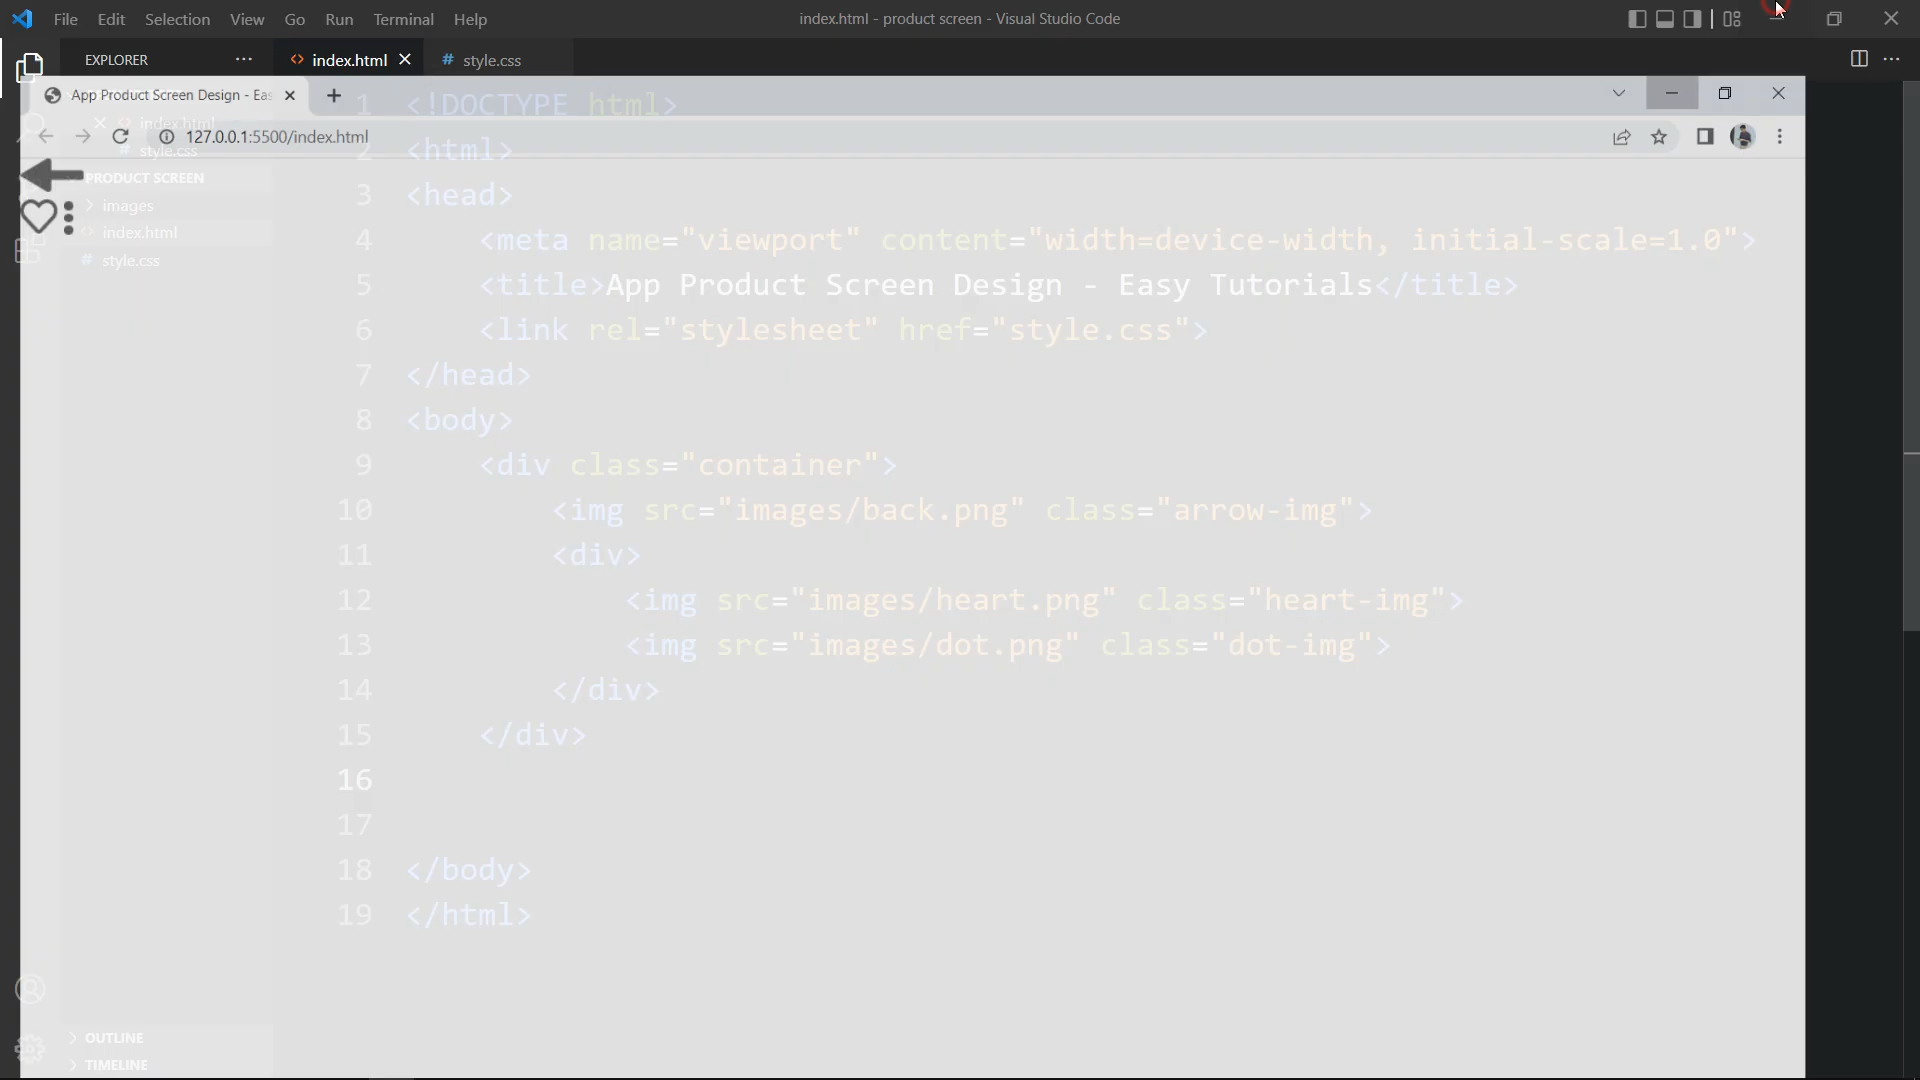 File Edit Selection View Go Run Terminal Help
index.html - product screen - Visual Studio Code
EXPLORER
index.html
# style.css
App Product Screen Design - Eas
127.0.0.1:5500/index.html
index.html
# style.css
PRODUCT SCREEN
images
index.html
# style.css
OUTLINE
TIMELINE
1 <!DOCTYPE html>
2 <html>
3 <head>
4 <meta name="viewport" content="width=device-width, initial-scale=1.0">
5 <title>App Product Screen Design - Easy Tutorials</title>
6 <link rel="stylesheet" href="style.css">
7 </head>
8 <body>
9 <div class="container">
10 <img src="images/back.png" class="arrow-img">
11 <div>
12 <img src="images/heart.png" class="heart-img">
13 <img src="images/dot.png" class="dot-img">
14 </div>
15 </div>
16
17
18 </body>
19 </html>